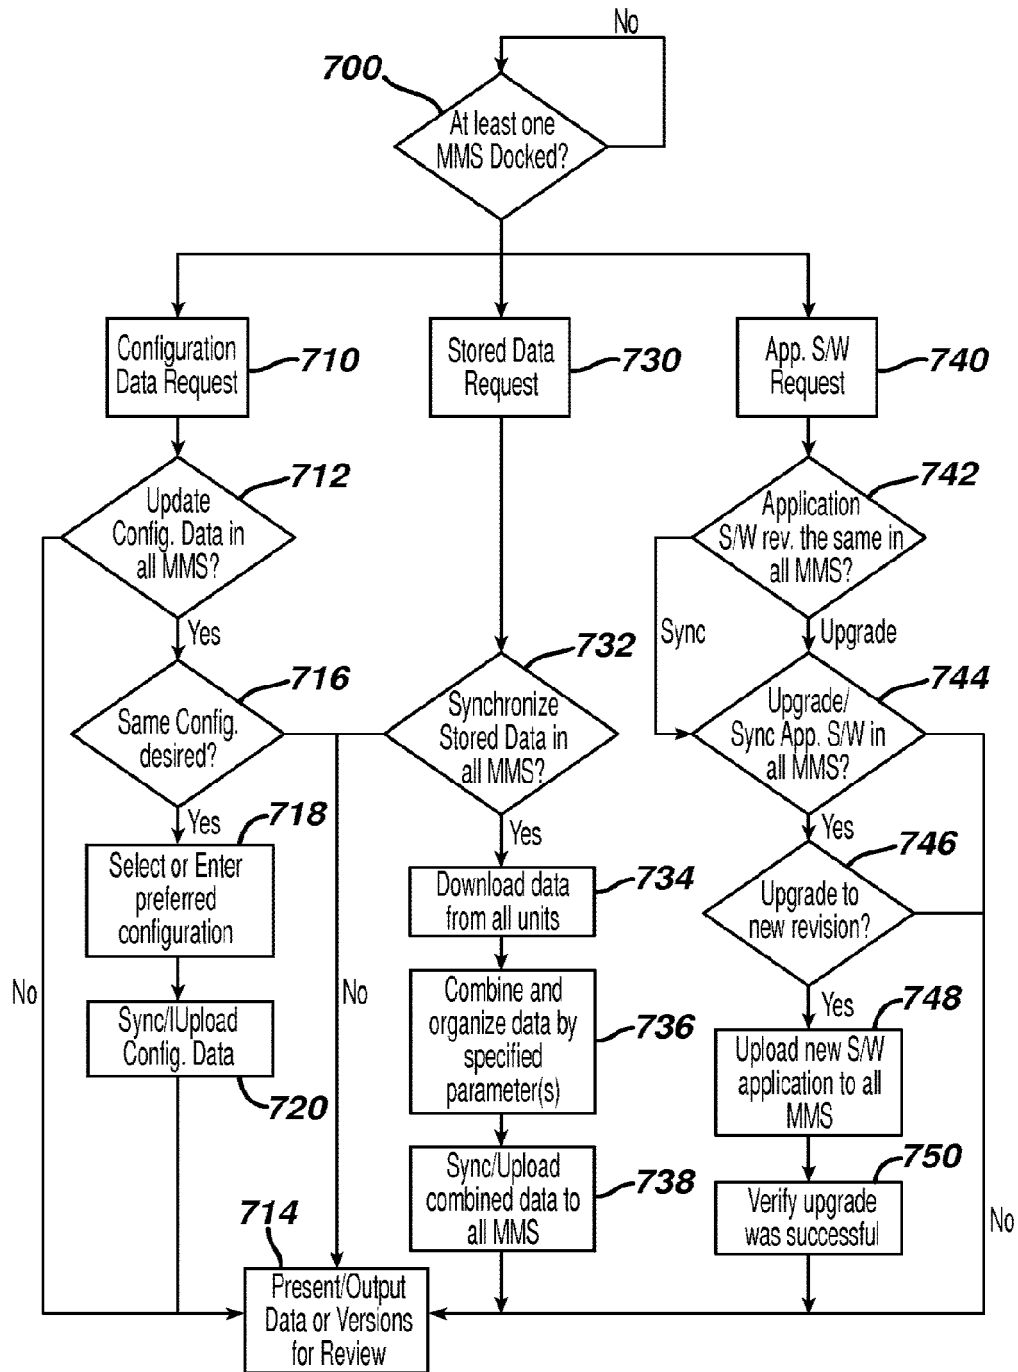 No
700
At least one
MMS Docked?
Configuration
Data Request
710
Stored Data
Request
730
App. S/W
Request
740
712
Update
Config. Data in
all MMS?
742
Application
S/W rev. the same in
all MMS?
Yes
Sync
Upgrade
716
Same Config.
desired?
732
Synchronize
Stored Data in
all MMS?
744
Upgrade/
Sync App. S/W in
all MMS?
Yes
718
Select or Enter
preferred
configuration
Yes
734
Download data
from all units
Yes
746
Upgrade to
new revision?
No
Sync/IUpload
Config. Data
720
No
Combine and
organize data by
specified
parameter(s)
736
Yes
748
Upload new S/W
application to all
MMS
Sync/Upload
combined data to
all MMS
738
750
Verify upgrade
was successful
No
714
Present/Output
Data or Versions
for Review